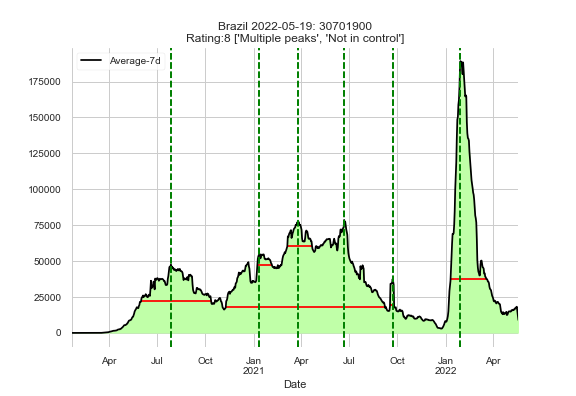 Brazil 2022-05-19: 30701900
Rating:8 ['Multiple peaks', 'Not in control']
Average-7d
175000
150000
125000
100000
75000
50000
25000
0
Apr Jul Oct Jan Apr Jul Oct Jan Apr
2021 2022
Date